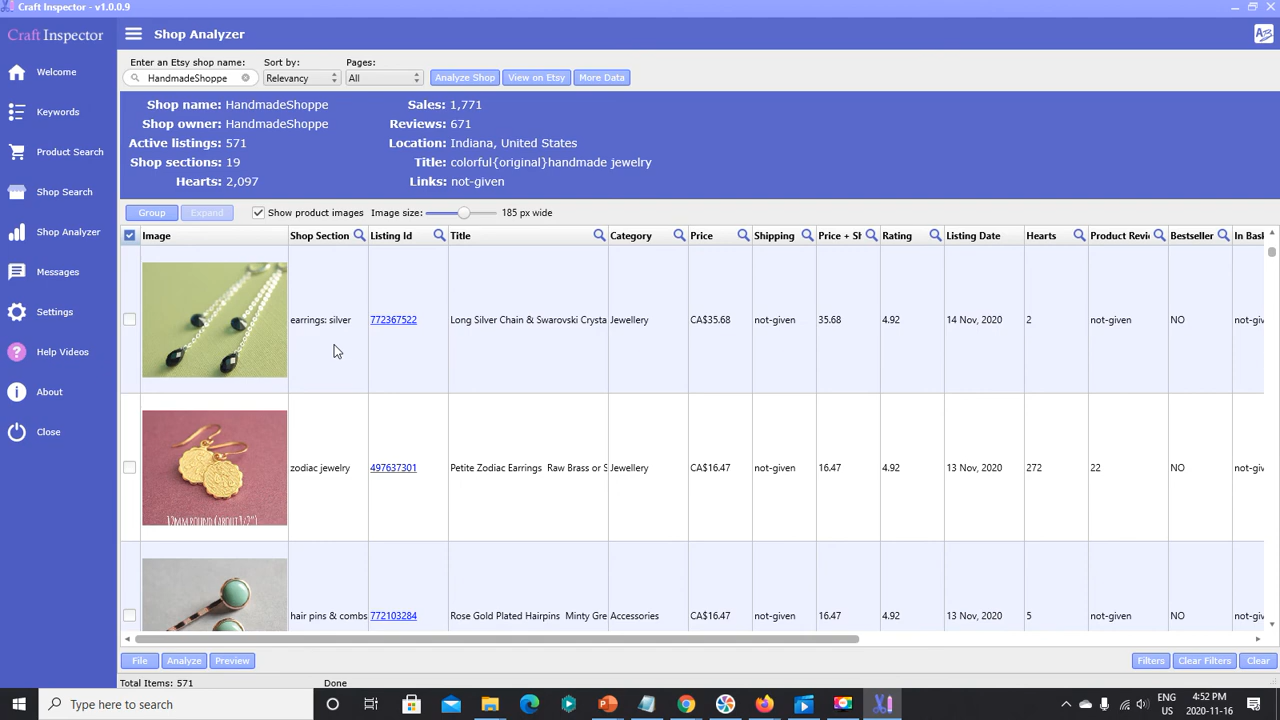 Craft Inspector - v1.0.0.9
Craft Inspector
Shop Analyzer
Welcome
Keywords
Product Search
Shop Search
Shop Analyzer
Messages
Settings
Help Videos
About
Close
Enter an Etsy shop name: Sort by: Pages:
HandmadeShoppe Relevancy All Analyze Shop View on Etsy More Data
Shop name: HandmadeShoppe Sales: 1,771
Shop owner: HandmadeShoppe Reviews: 671
Active listings: 571 Location: Indiana, United States
Shop sections: 19 Title: colorful{original}handmade jewelry
Hearts: 2,097 Links: not-given
Group Expand Show product images Image size: 185 px wide
Image Shop Section Listing Id Title Category Price Shipping Price + Sh Rating Listing Date Hearts Product Revi Bestseller In Bask
earrings: silver 772367522 Long Silver Chain & Swarovski Crysta Jewellery CA$35.68 not-given 35.68 4.92 14 Nov, 2020 2 not-given NO not-giv
zodiac jewelry 497637301 Petite Zodiac Earrings Raw Brass or S Jewellery CA$16.47 not-given 16.47 4.92 13 Nov, 2020 272 22 NO not-giv
12MM ROUND (ABOUT 1/2")
hair pins & combs 772103284 Rose Gold Plated Hairpins Minty Gre Accessories CA$16.47 not-given 16.47 4.92 13 Nov, 2020 5 not-given NO not-giv
File Analyze Preview Filters Clear Filters Clear
Total Items: 571 Done
Type here to search
ENG
US
4:52 PM
2020-11-16